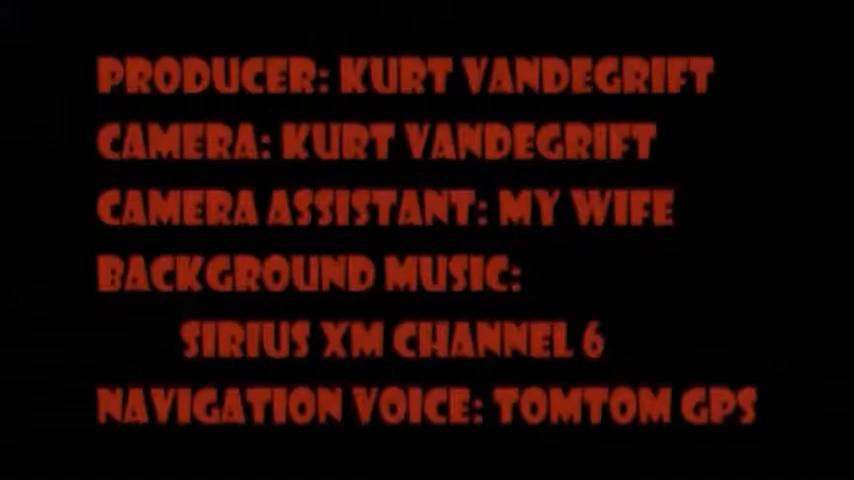 PRODUCER: KURT VANDEGRIFT
CAMERA: KURT VANDEGRIFT
CAMERA ASSISTANT: MY WIFE
BACKGROUND MUSIC:
SIRIUS XM CHANNEL 6
NAVIGATION VOICE: TOMTOM GPS